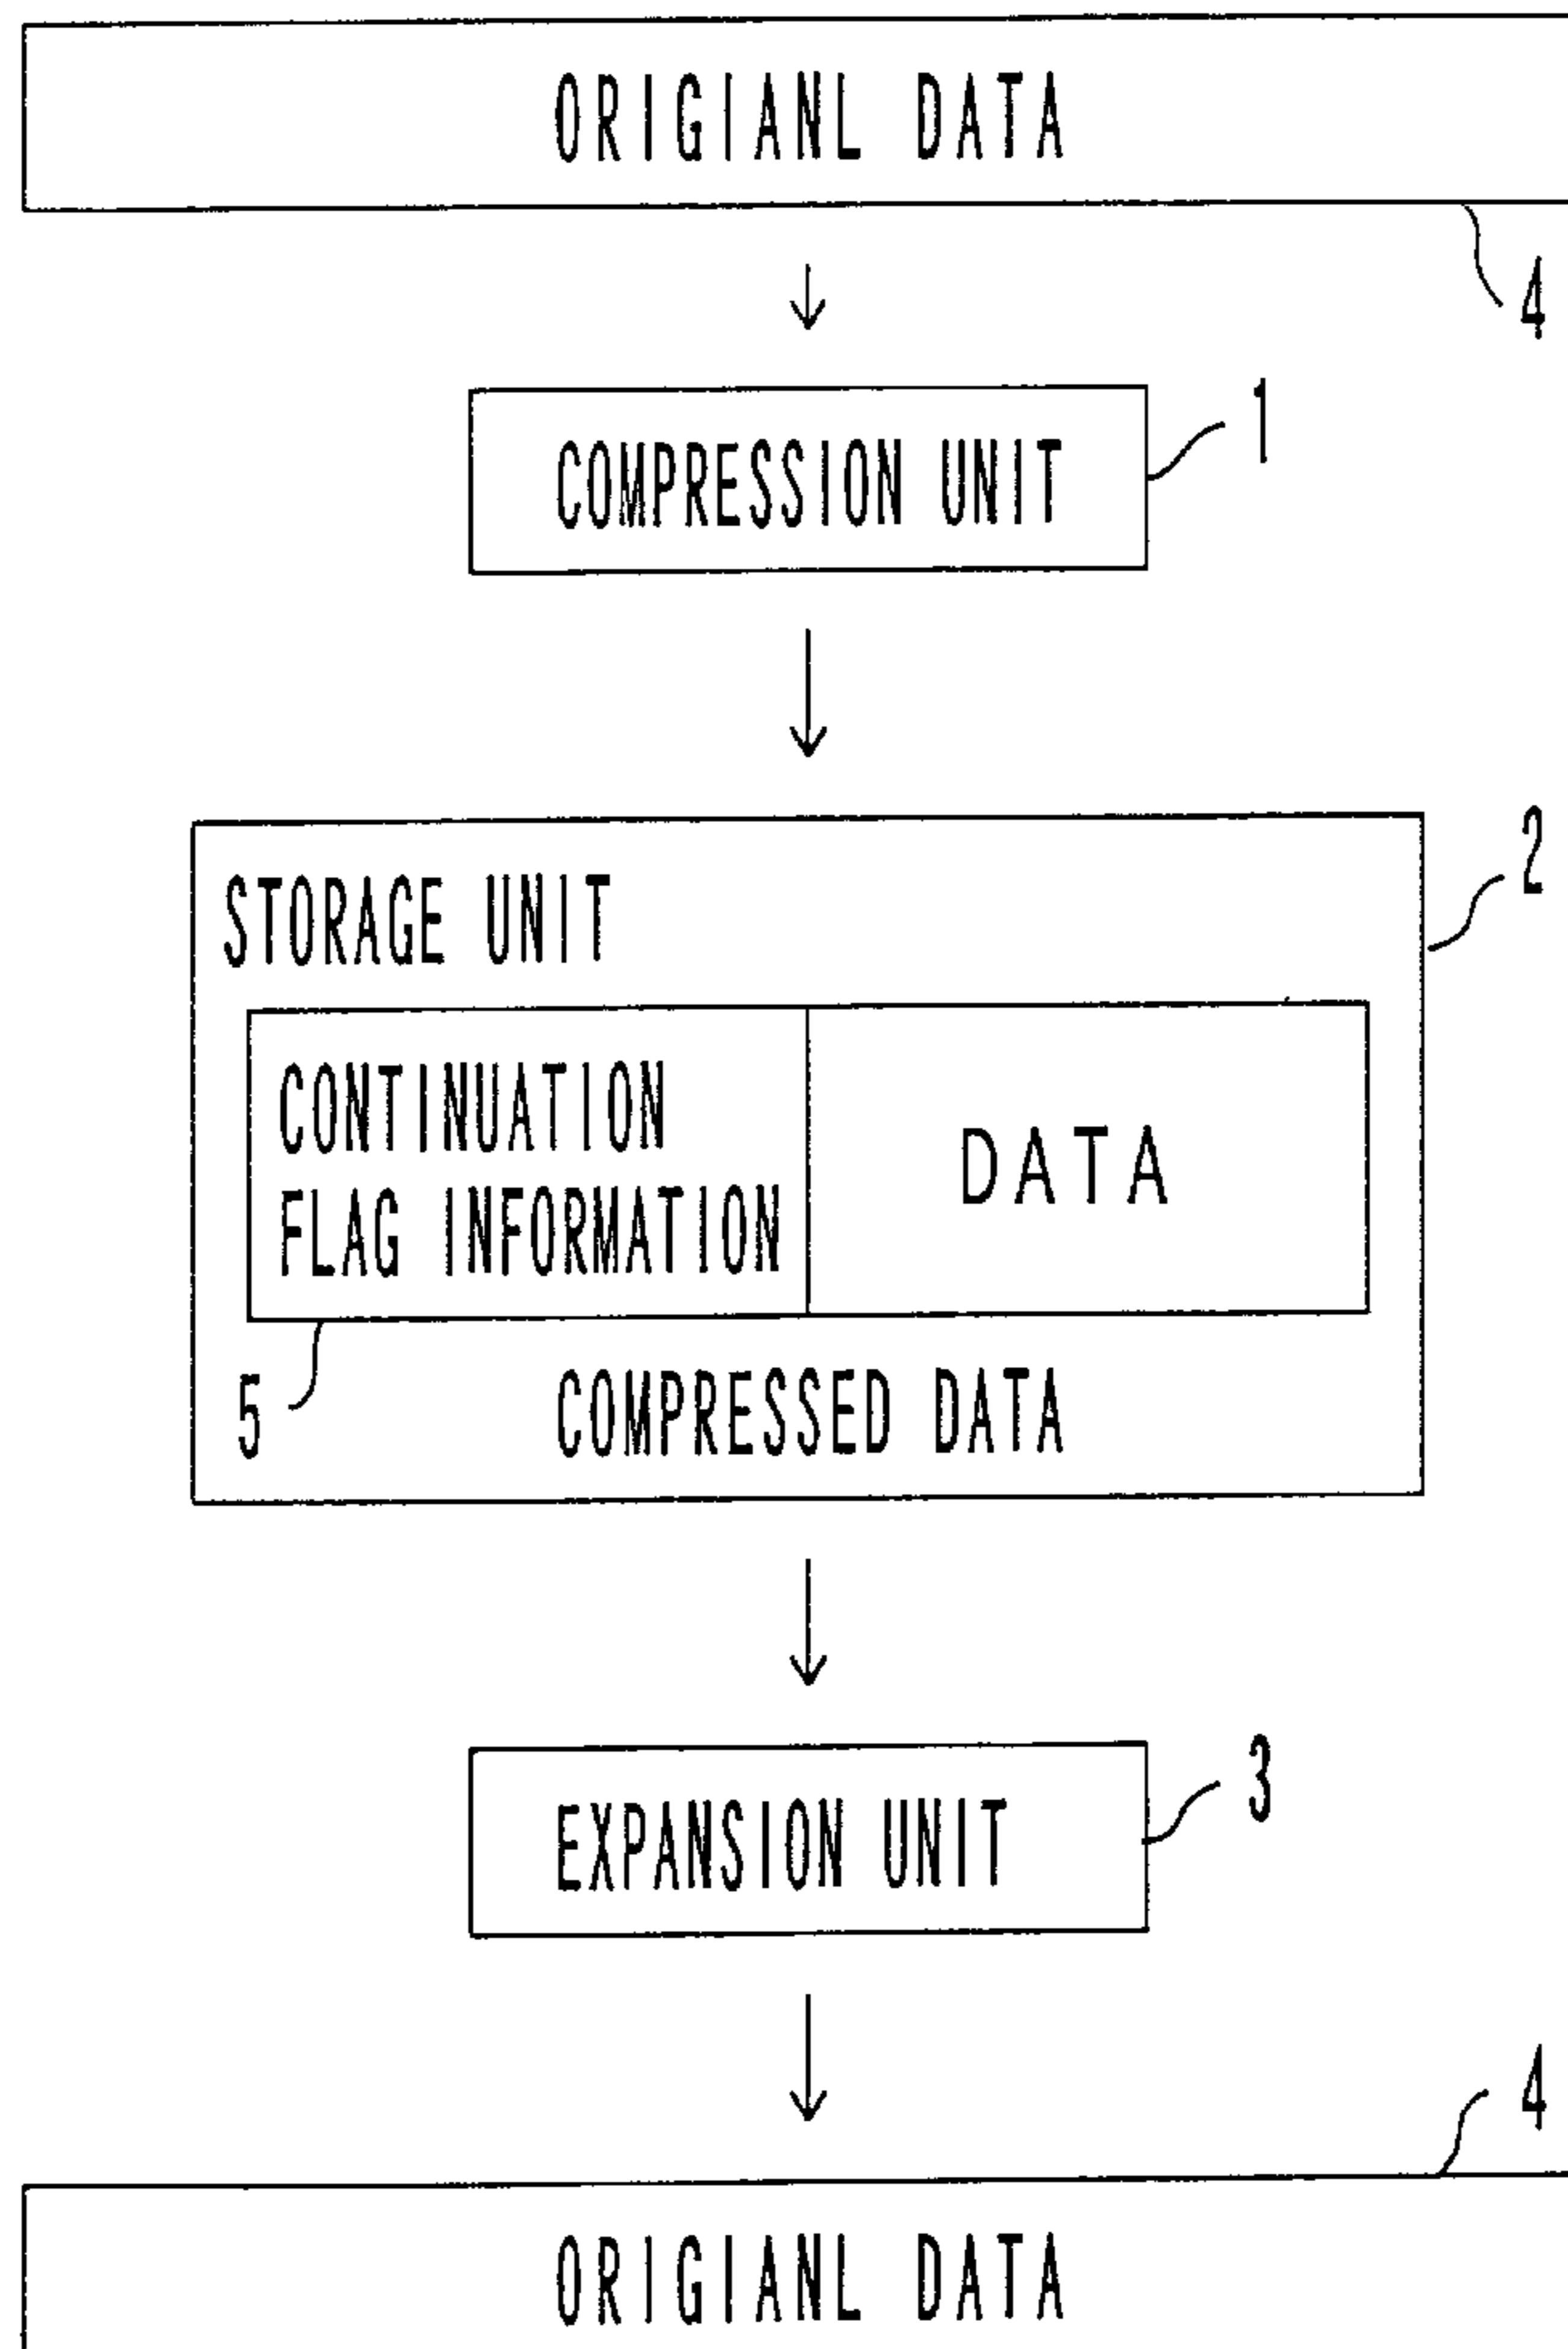 ORIGIANL DATA
4
COMPRESSION UNIT
1
2
STORAGE UNIT
CONTINUATION
FLAG INFORMATION
DATA
5
COMPRESSED DATA
EXPANSION UNIT
3
4
ORIGIANL DATA